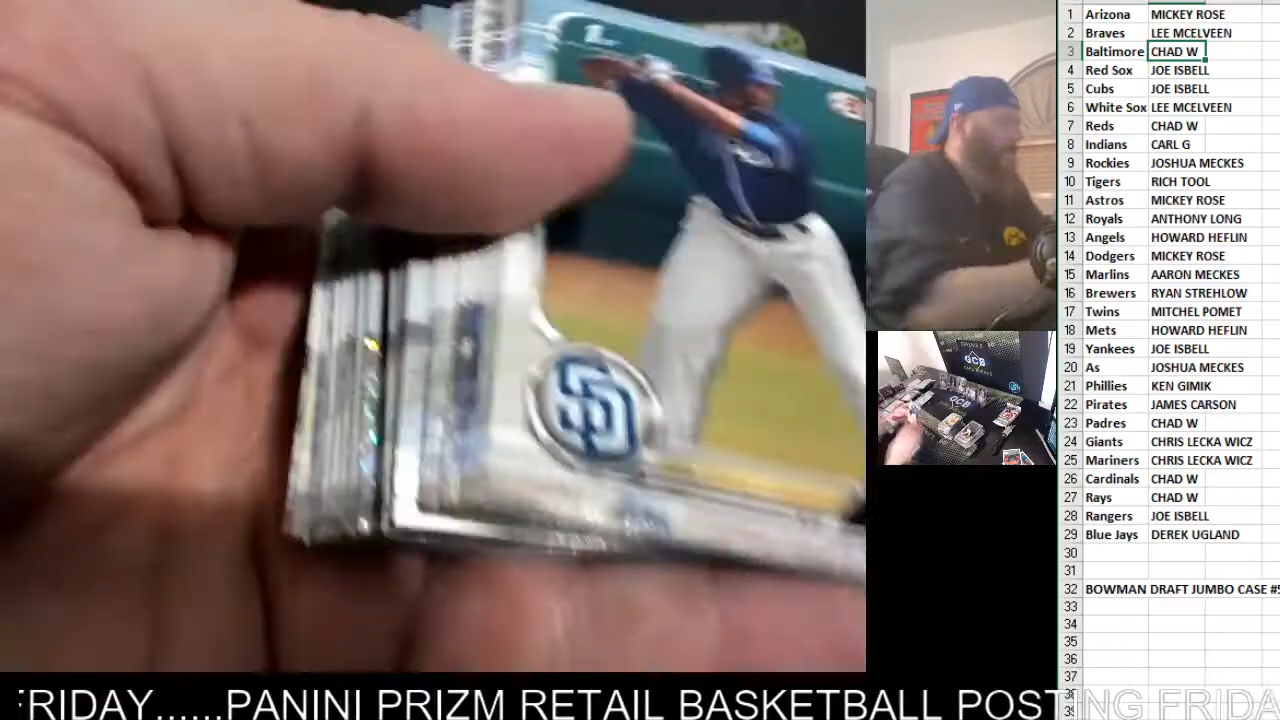 SD
1 Arizona MICKEY ROSE
2 Braves LEE MCELVEEN
3 Baltimore CHAD W
4 Red Sox JOE ISBELL
5 Cubs JOE ISBELL
6 White Sox LEE MCELVEEN
7 Reds CHAD W
8 Indians CARL G
9 Rockies JOSHUA MECKES
10 Tigers RICH TOOL
11 Astros MICKEY ROSE
12 Royals ANTHONY LONG
13 Angels HOWARD HEFLIN
14 Dodgers MICKEY ROSE
15 Marlins AARON MECKES
16 Brewers RYAN STREHLOW
17 Twins MITCHEL POMET
18 Mets HOWARD HEFLIN
19 Yankees JOE ISBELL
20 As JOSHUA MECKES
21 Phillies KEN GIMIK
22 Pirates JAMES CARSON
23 Padres CHAD W
24 Giants CHRIS LECKA WICZ
25 Mariners CHRIS LECKA WICZ
26 Cardinals CHAD W
27 Rays CHAD W
28 Rangers JOE ISBELL
29 Blue Jays DEREK UGLAND
30
31
32 BOWMAN DRAFT JUMBO CASE #5
33
34
35
36
37
38
39
GCB
GCB
RIDAY......PANINI PRIZM RETAIL BASKETBALL POSTING FRIDA